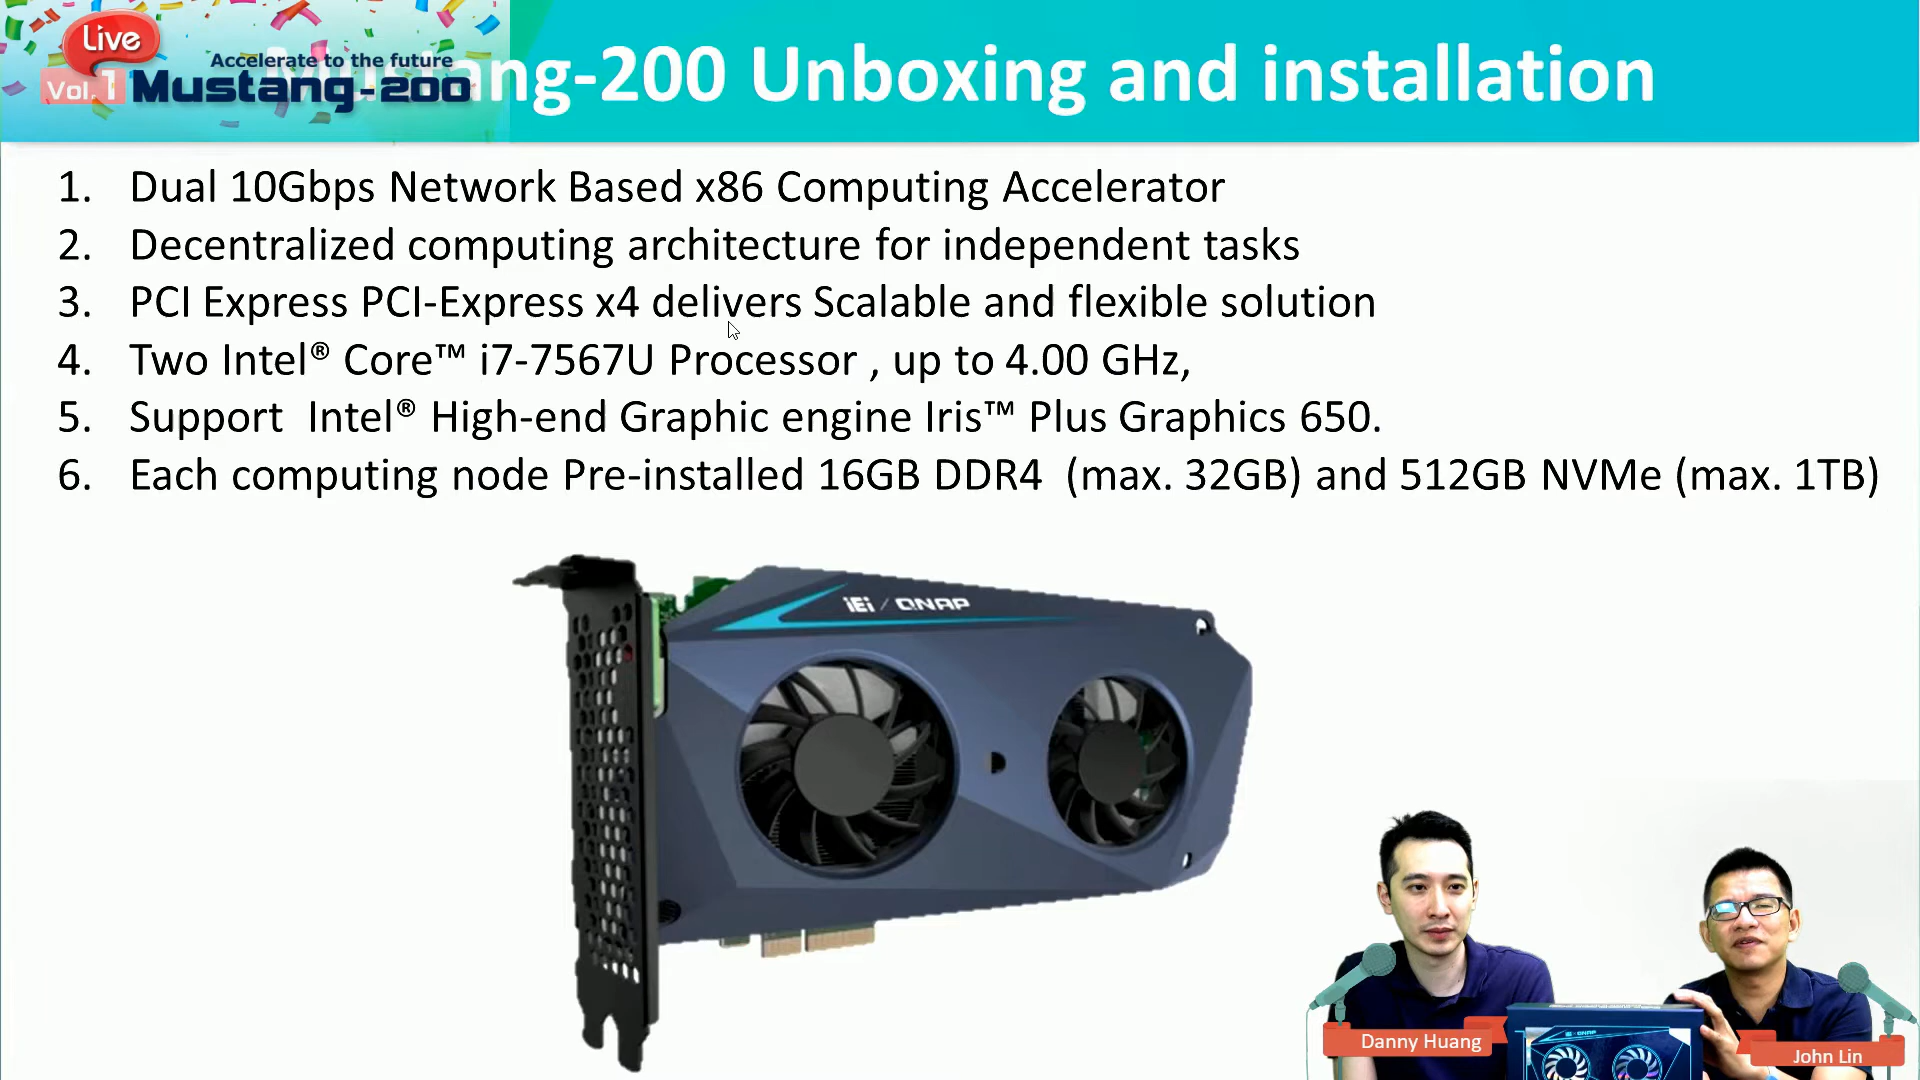 Live
Accelerate to the future
Vol.1 Mustang-200
Mustang-200 Unboxing and installation
1. Dual 10Gbps Network Based x86 Computing Accelerator
2. Decentralized computing architecture for independent tasks
3. PCI Express PCI-Express x4 delivers Scalable and flexible solution
4. Two Intel® Core™ i7-7567U Processor , up to 4.00 GHz,
5. Support Intel® High-end Graphic engine Iris™ Plus Graphics 650.
6. Each computing node Pre-installed 16GB DDR4 (max. 32GB) and 512GB NVMe (max. 1TB)
iEi / QNAP
iEi / QNAP
Danny Huang
John Lin